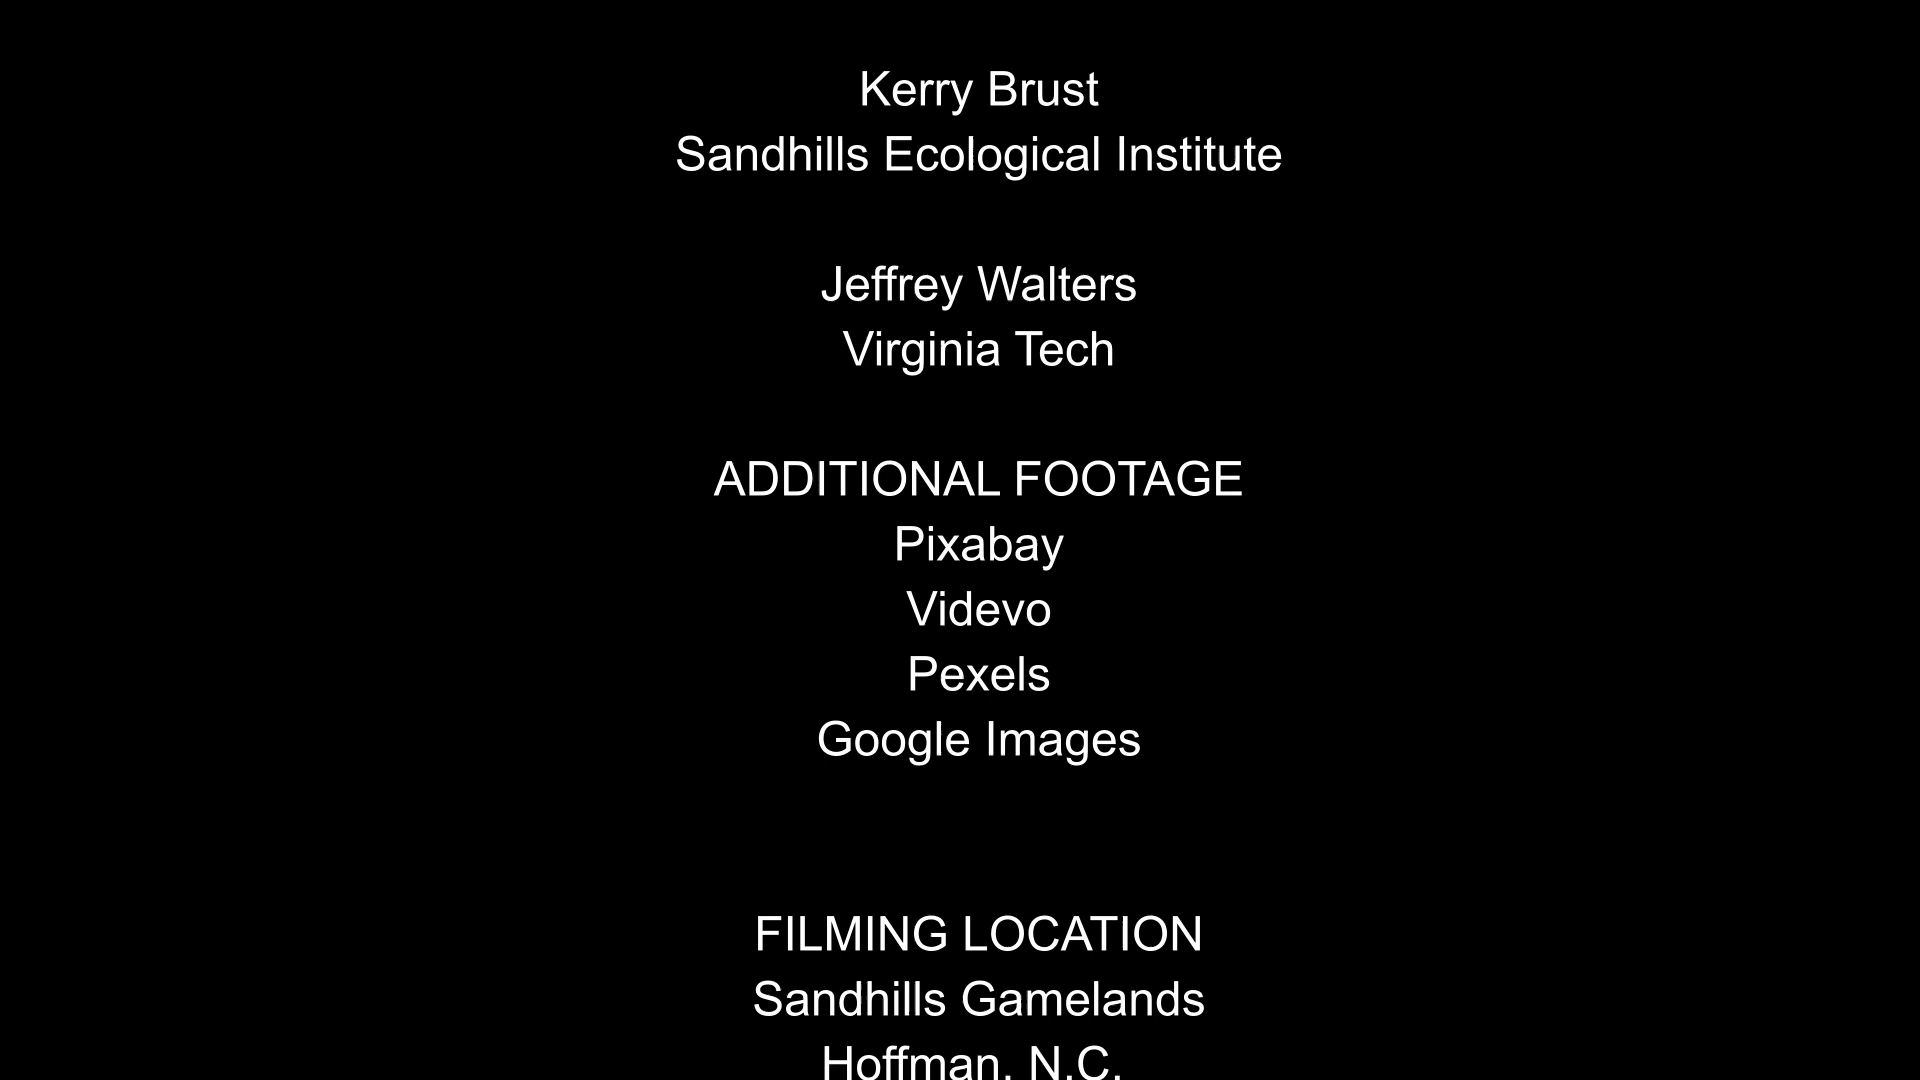 Kerry Brust
Sandhills Ecological Institute
Jeffrey Walters
Virginia Tech
ADDITIONAL FOOTAGE
Pixabay
Videvo
Pexels
Google Images
FILMING LOCATION
Sandhills Gamelands
Hoffman, N.C.